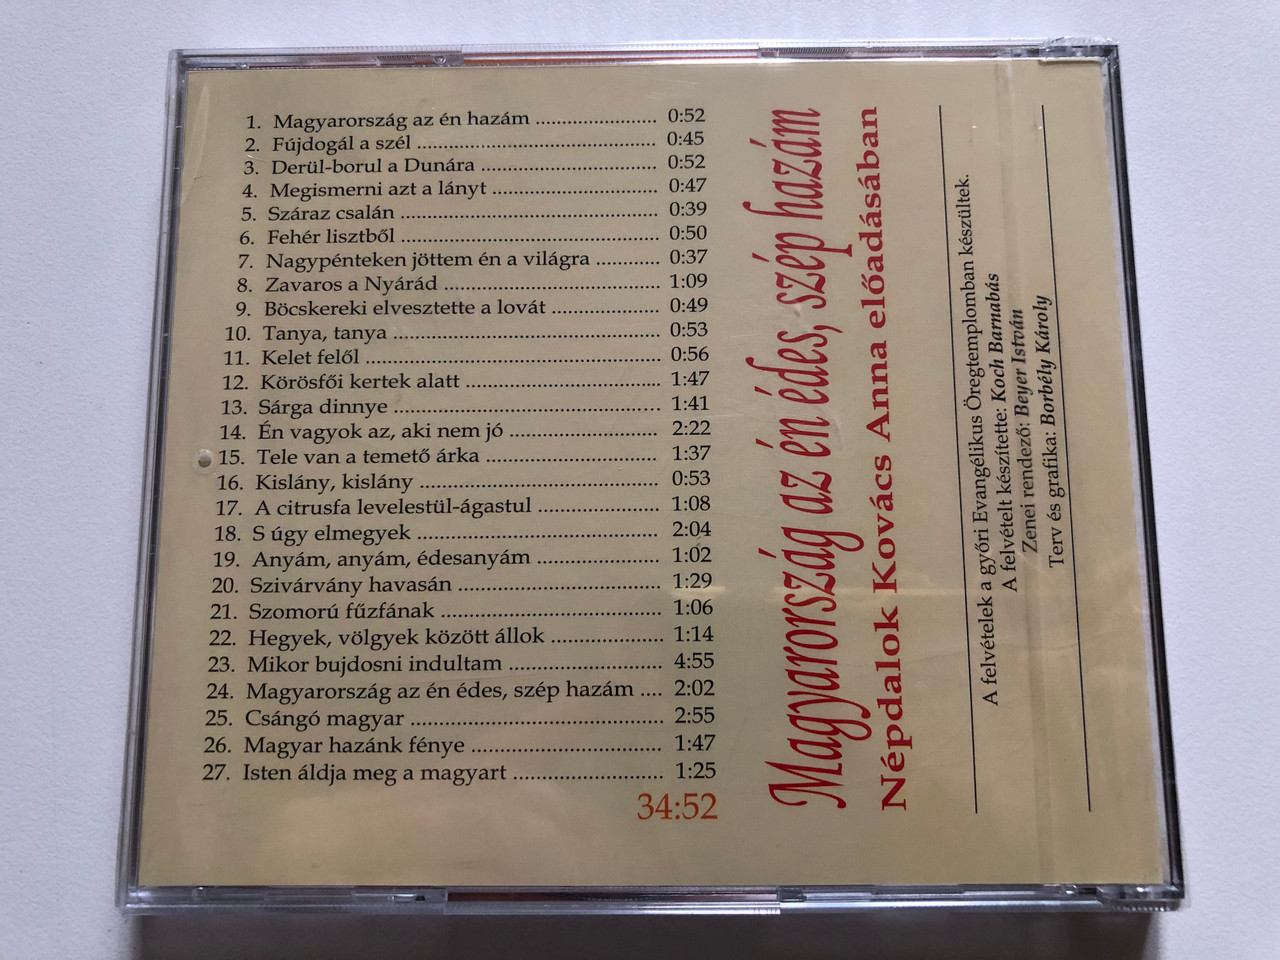 1. Magyarország az én hazám ........................ 0:52
2. Fújdogál a szél ................................................ 0:45
3. Derül-borul a Dunára ................................... 0:52
4. Megismerni azt a lányt ................................. 0:47
5. Száraz csalán ................................................... 0:39
6. Fehér lisztből ................................................... 0:50
7. Nagypénteken jöttem én a világra ............ 0:37
8. Zavaros a Nyárád ........................................... 1:09
9. Böcskereki elvesztette a lovát ..................... 0:49
10. Tanya, tanya .................................................... 0:53
11. Kelet felől .......................................................... 0:56
12. Körösfői kertek alatt ...................................... 1:47
13. Sárga dinnye .................................................... 1:41
14. Én vagyok az, aki nem jó ............................. 2:22
15. Tele van a temető árka .................................. 1:37
16. Kislány, kislány ............................................... 0:53
17. A citrusfa levelestül-ágastul ........................ 1:08
18. S úgy elmegyek ............................................... 2:04
19. Anyám, anyám, édesanyám ........................ 1:02
20. Szivárvány havasán ........................................ 1:29
21. Szomorú fűzfának ........................................... 1:06
22. Hegyek, völgyek között állok ...................... 1:14
23. Mikor bujdosni indultam .............................. 4:55
24. Magyarország az én édes, szép hazám .... 2:02
25. Csángó magyar ................................................. 2:55
26. Magyar hazánk fénye ..................................... 1:47
27. Isten áldja meg a magyart ............................. 1:25
34:52
Magyarország az én édes, szép hazám
Népdalok Kovács Anna előadásában
A felvételek a győri Evangélikus Öregtemplomban készültek.
A felvételt készítette: Koch Barnabás
Zenei rendező: Beyer István
Terv és grafika: Borbély Károly